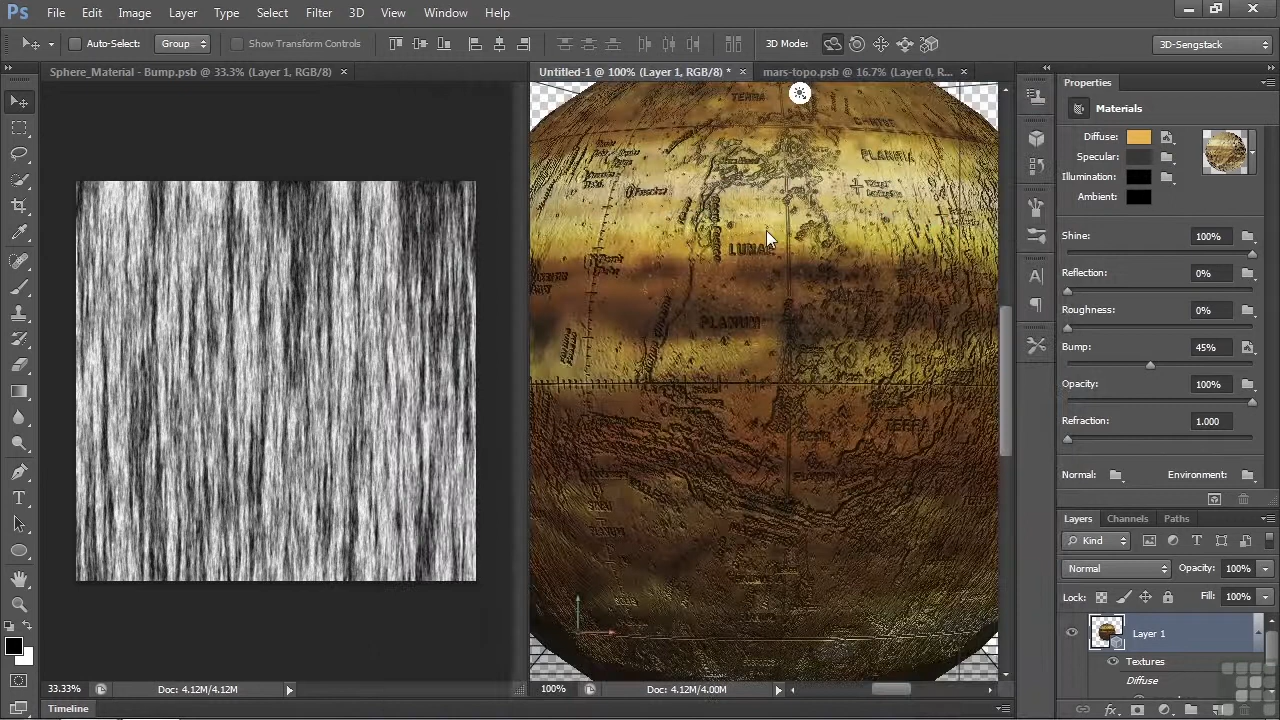 Ps File Edit Image Layer Type Select Filter 3D View Window Help
Auto-Select: Group Show Transform Controls 3D Mode: 3D-Sengstack
Sphere_Material - Bump.psb @ 33.3% (Layer 1, RGB/8) × Untitled-1 @ 100% (Layer 1, RGB/8) * × mars-topo.psb @ 16.7% (Layer 0, R... ×
Properties
Materials
Diffuse:
Specular:
Illumination:
Ambient:
Shine: 100%
Reflection: 0%
Roughness: 0%
Bump: 45%
Opacity: 100%
Refraction: 1.000
Normal: Environment:
Layers Channels Paths
Kind
Normal Opacity: 100%
Lock: Fill: 100%
Layer 1
Textures
Diffuse
TERRA
PLANUM
LUNAE
PLANUM
TERRA
33.33% Doc: 4.12M/4.12M 100% Doc: 4.12M/4.00M
Timeline